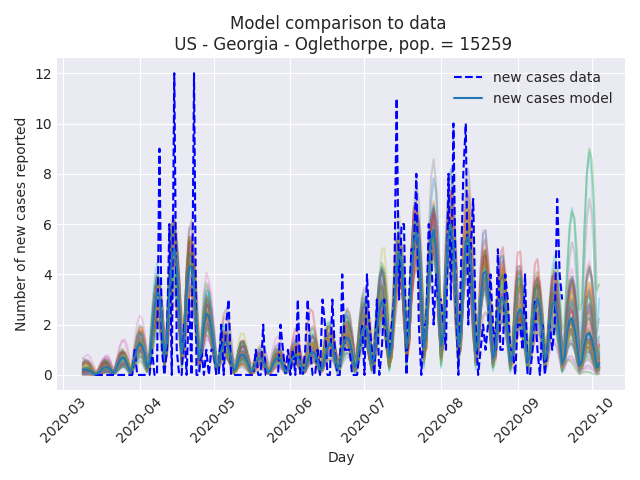 Model comparison to data
US - Georgia - Oglethorpe, pop. = 15259
new cases data
new cases model
Number of new cases reported
12
10
8
6
4
2
0
2020-03
2020-04
2020-05
2020-06
2020-07
2020-08
2020-09
2020-10
Day